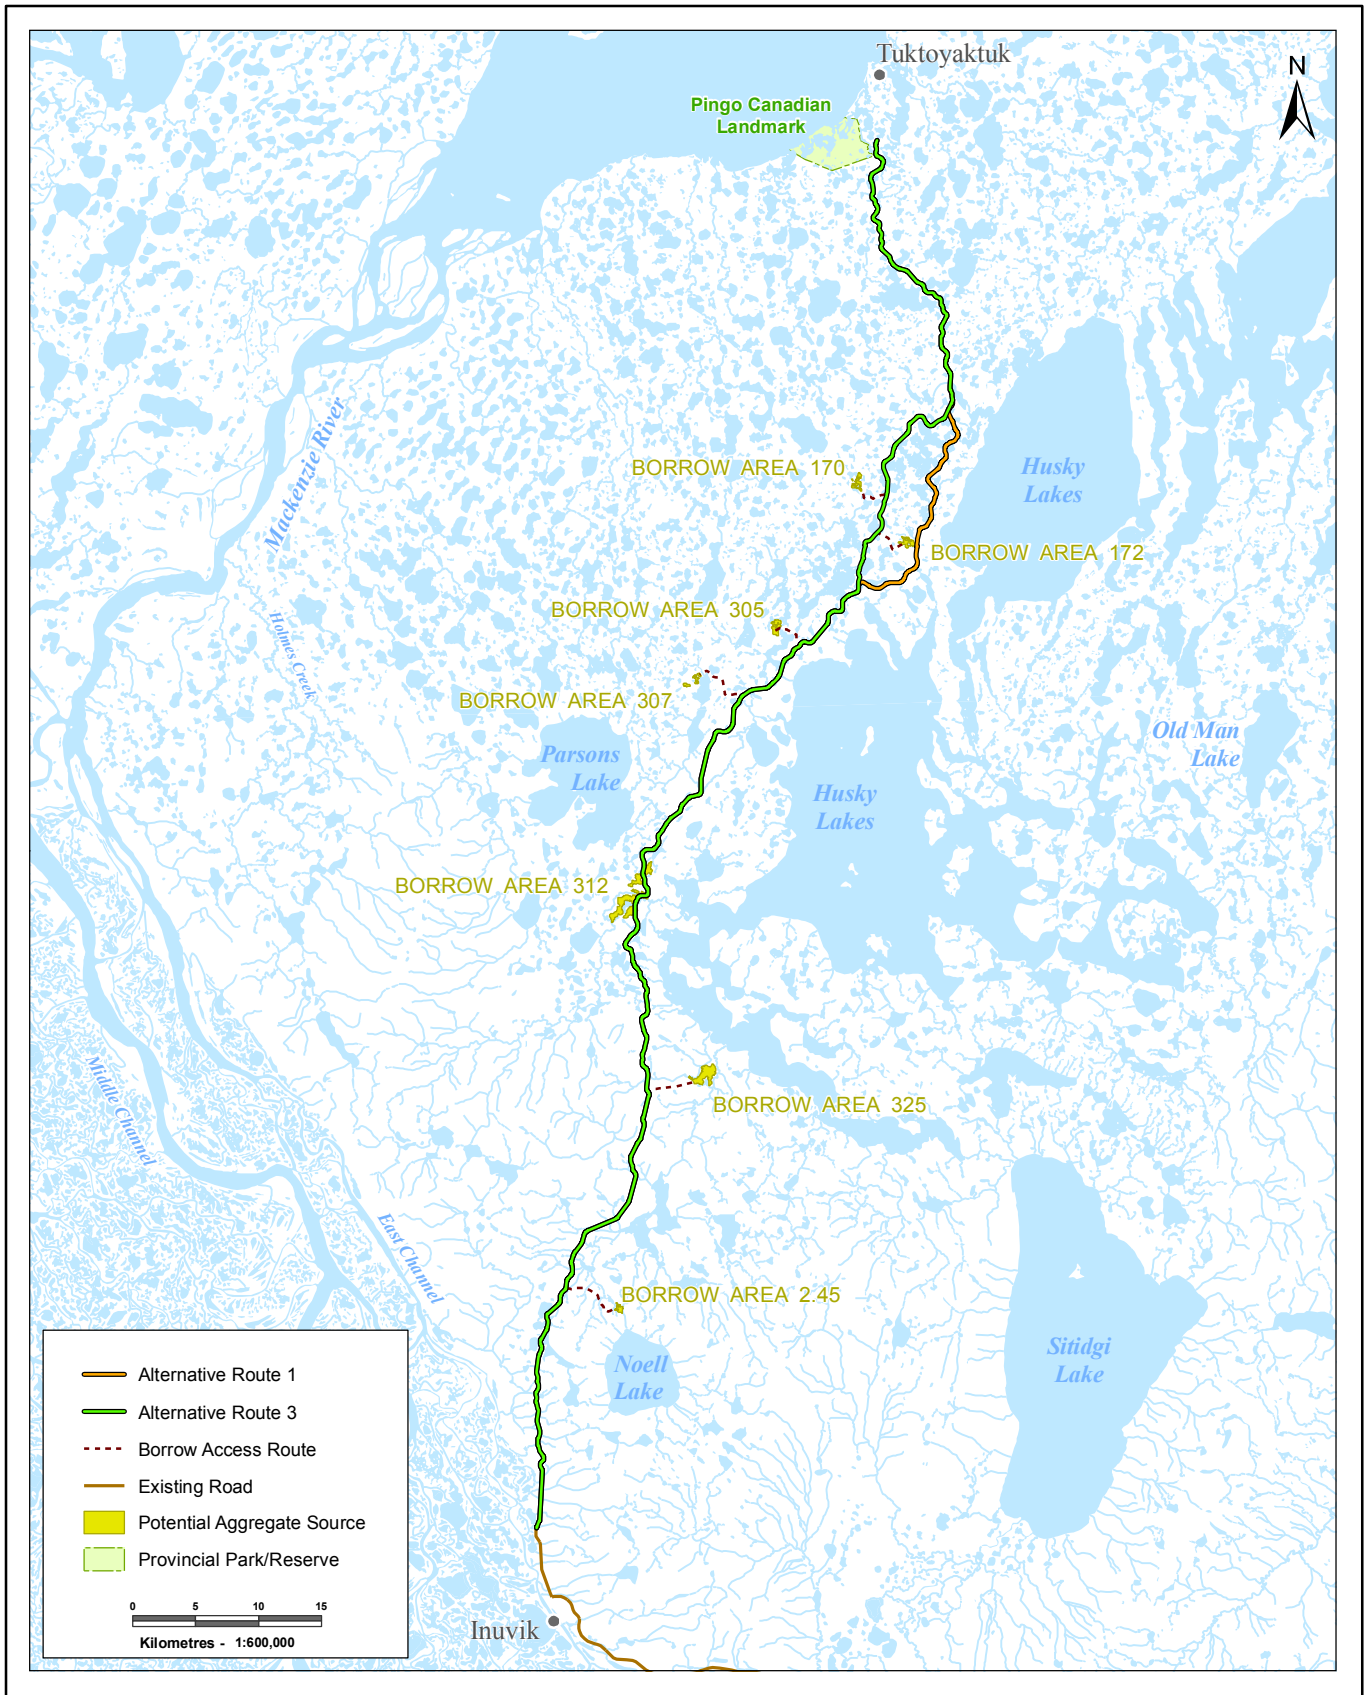 Tuktoyaktuk
N
Pingo Canadian
Landmark
Mackenzie River
BORROW AREA 170
Husky
Lakes
BORROW AREA 172
BORROW AREA 305
Holmes Creek
BORROW AREA 307
Old Man
Lake
Parsons
Lake
Husky
Lakes
BORROW AREA 312
Middle Channel
BORROW AREA 325
East Channel
BORROW AREA 2.45
Noell
Lake
Sitidgi
Lake
Alternative Route 1
Alternative Route 3
Borrow Access Route
Existing Road
Potential Aggregate Source
Provincial Park/Reserve
0 5 10 15
Kilometres - 1:600,000
Inuvik